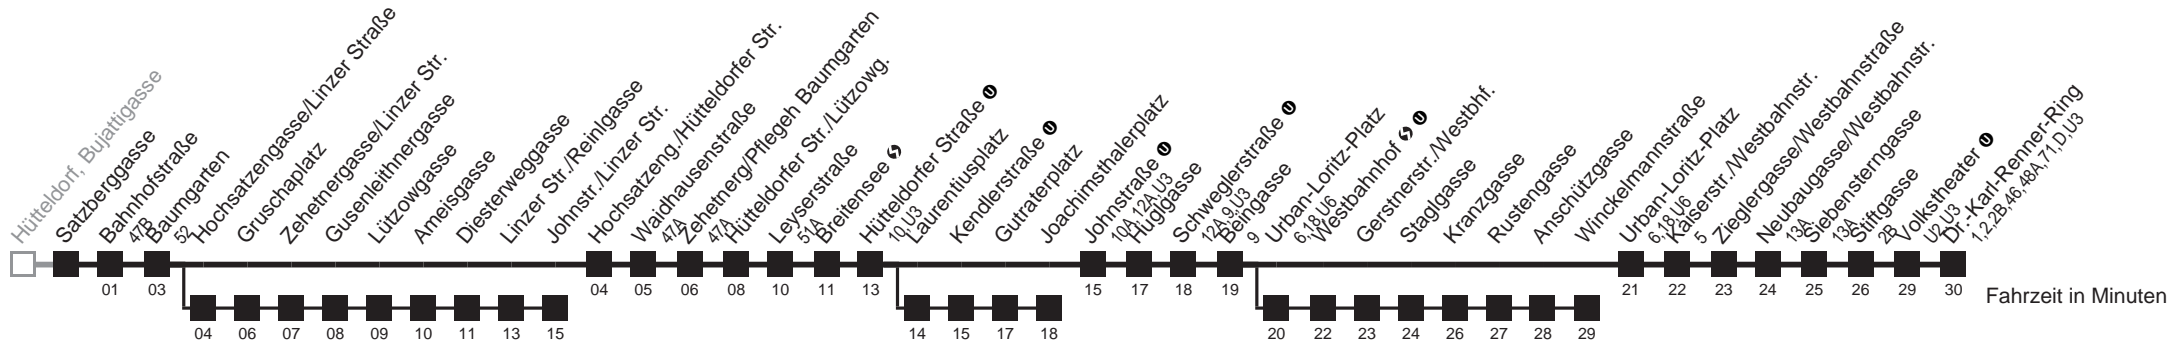 Hütteldorf, Bujattigasse
Satzberggasse
Bahnhofstraße
47B
Baumgarten
52
Hochsatzengasse/Linzer Straße
Gruschaplatz
Zehetnergasse/Linzer Str.
Gusenleithnergasse
Lützowgasse
Ameisgasse
Diesterweggasse
Linzer Str./Reinlgasse
Johnstr./Linzer Str.
Hochsatzeng./Hütteldorfer Str.
Waidhausenstraße
47A
Zehetnerg/Pflegeh Baumgarten
47A
Hütteldorfer Str./Lützowg.
Leyserstraße
51A
Breitensee S
Hütteldorfer Straße U
10,U3
Laurentiusplatz
Kendlerstraße U
Gutraterplatz
Joachimsthalerplatz
Johnstraße U
10A,12A,U3
Huglgasse
Schweglerstraße U
12A,9,U3
Beingasse
9
Urban-Loritz-Platz
6,18,U6
Westbahnhof S U
Gerstnerstr./Westbhf.
Staglgasse
Kranzgasse
Rustengasse
Anschützgasse
Winckelmannstraße
Urban-Loritz-Platz
6,18,U6
Kaiserstr./Westbahnstr.
5
Zieglergasse/Westbahnstraße
Neubaugasse/Westbahnstr.
13A
Siebensterngasse
13A
Stiftgasse
2B
Volkstheater U
U2,U3
Dr.-Karl-Renner-Ring
1,2,2B,46,48A,71,D,U3
01 03 04 05 06 08 10 11 13 15 17 18 19 21 22 23 24 25 26 29 30
Fahrzeit in Minuten
04 06 07 08 09 10 11 13 15 14 15 17 18 20 22 23 24 26 27 28 29